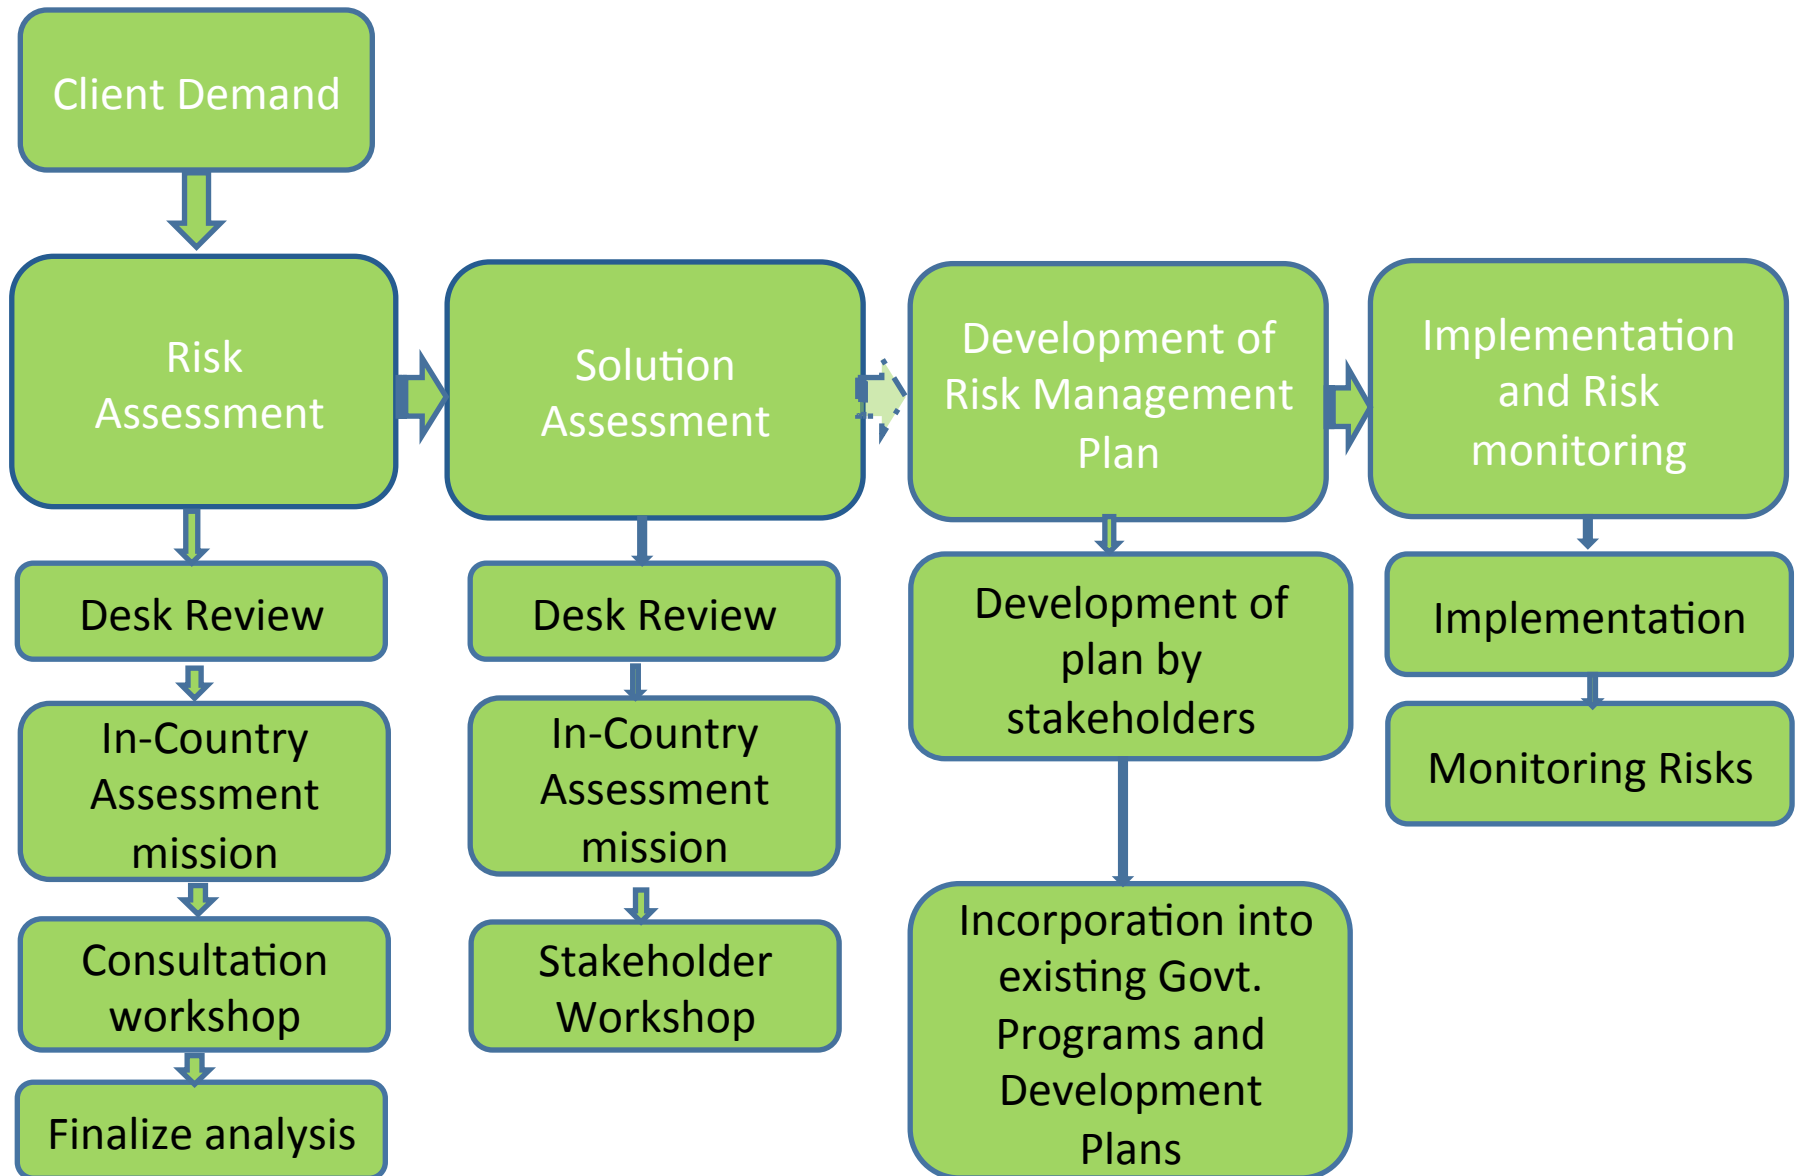 Client Demand
Risk
Assessment
Solution
Assessment
Development of
Risk Management
Plan
Implementation
and Risk
monitoring
Desk Review
In-Country
Assessment
mission
Consultation
workshop
Finalize analysis
Desk Review
In-Country
Assessment
mission
Stakeholder
Workshop
Development of
plan by
stakeholders
Incorporation into
existing Govt.
Programs and
Development
Plans
Implementation
Monitoring Risks